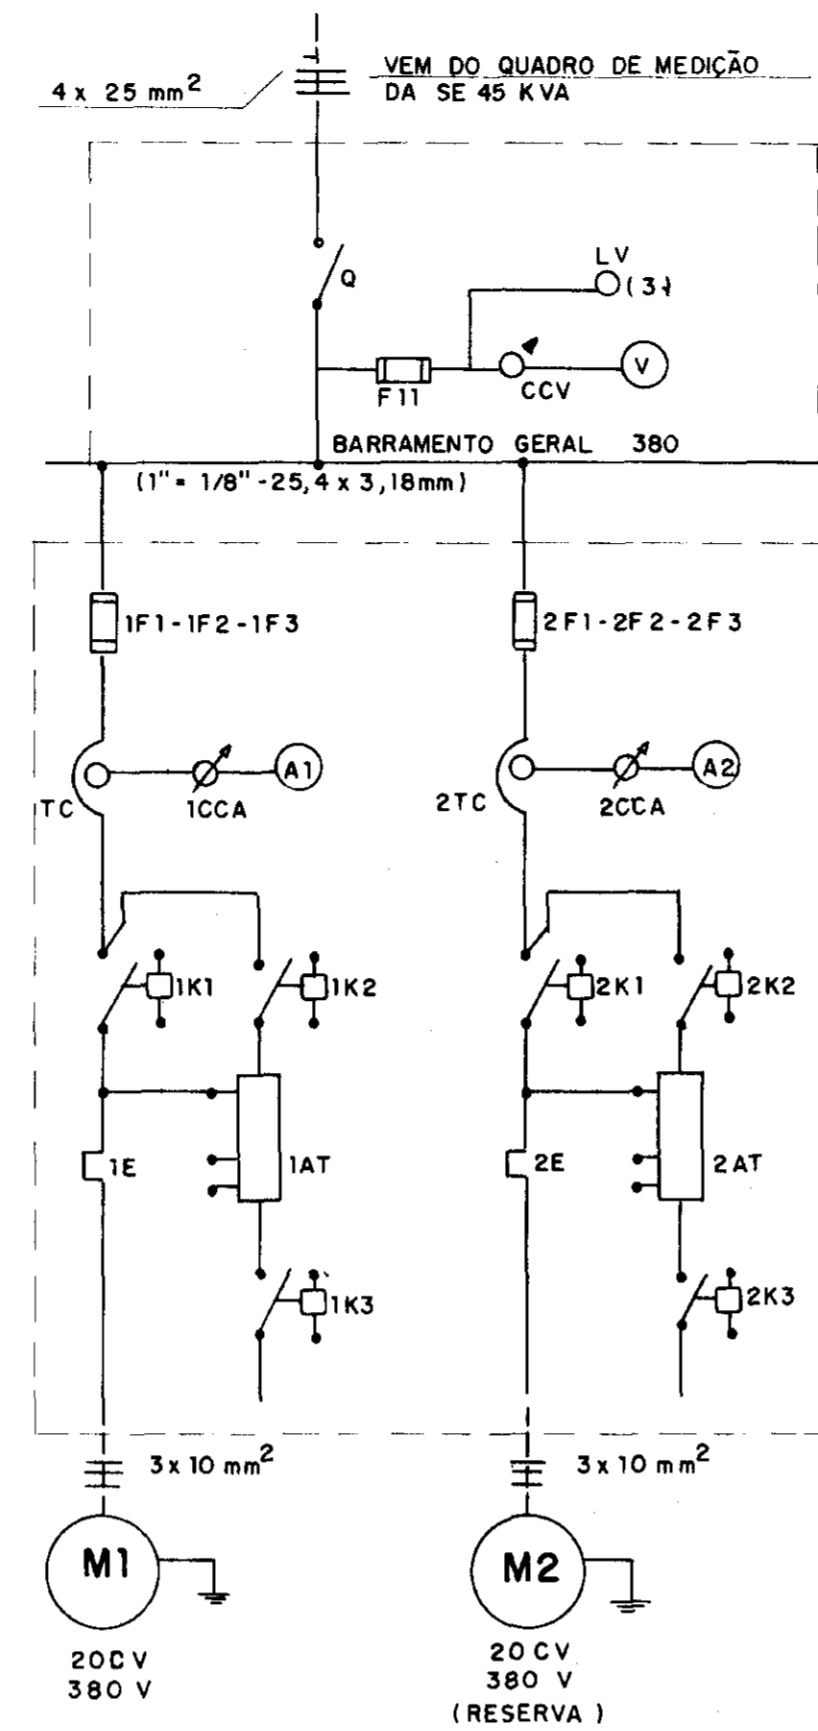 4 x 25 mm²
VEM DO QUADRO DE MEDIÇÃO
DA SE 45 KVA
Q
LV
(3)
F11
CCV
V
BARRAMENTO GERAL 380
(1" = 1/8" - 25,4 x 3,18mm)
1F1-1F2-1F3
2F1-2F2-2F3
TC
1CCA
A1
2TC
2CCA
A2
1K1
1K2
2K1
2K2
1E
1AT
2E
2AT
1K3
2K3
3 x 10 mm²
3 x 10 mm²
M1
M2
20CV
380 V
20 CV
380 V
(RESERVA)